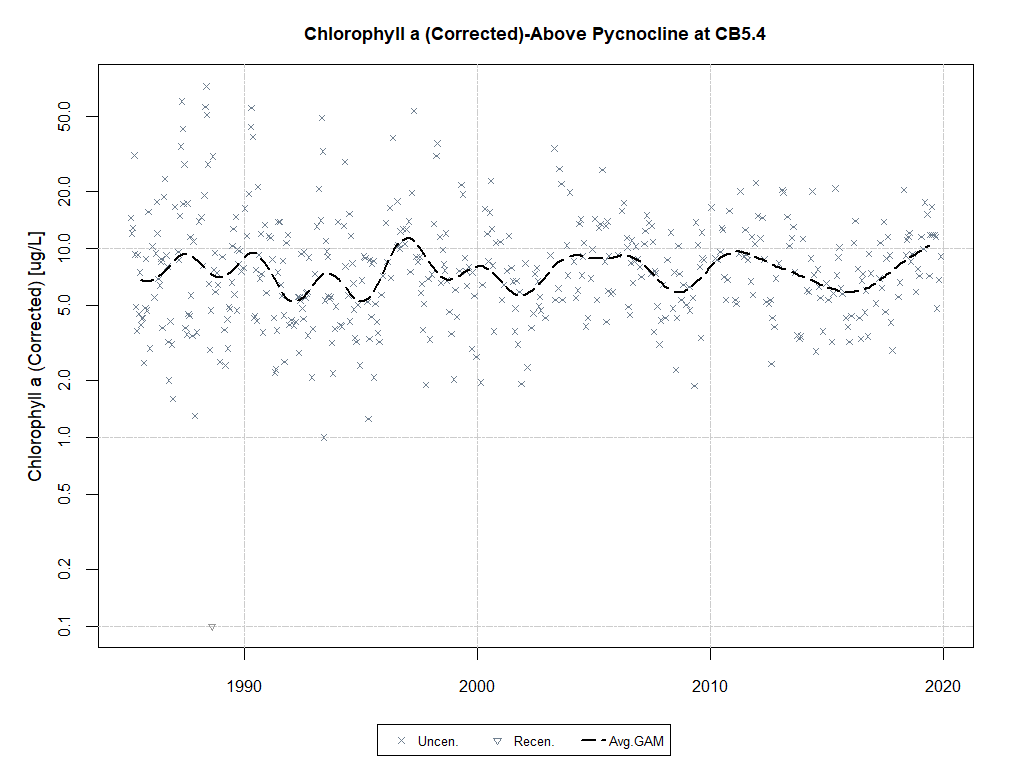 Chlorophyll a (Corrected)-Above Pycnocline at CB5.4
Chlorophyll a (Corrected) [ug/L]
50.0
20.0
10.0
5.0
2.0
1.0
0.5
0.2
0.1
1990 2000 2010 2020
Uncen. Recen. Avg.GAM